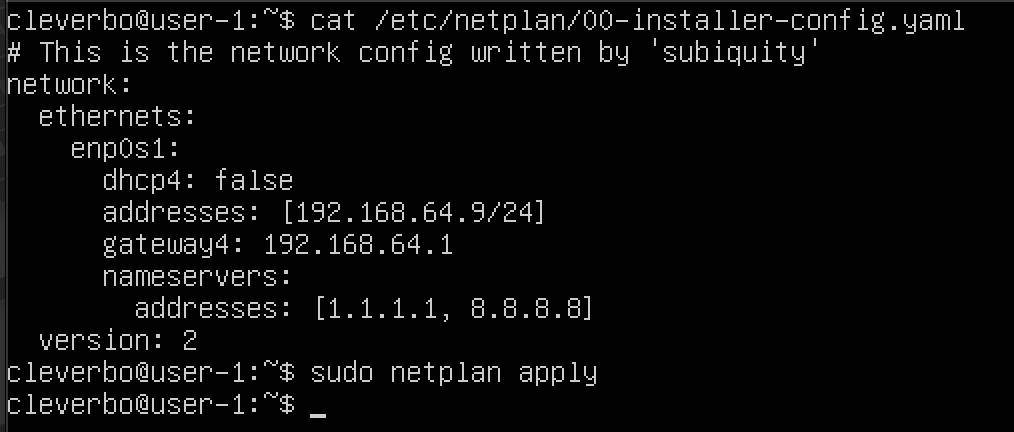 cleverbo@user-1:~$ cat /etc/netplan/00-installer-config.yaml
# This is the network config written by 'subiquity'
network:
  ethernets:
    enp0s1:
      dhcp4: false
      addresses: [192.168.64.9/24]
      gateway4: 192.168.64.1
      nameservers:
        addresses: [1.1.1.1, 8.8.8.8]
  version: 2
cleverbo@user-1:~$ sudo netplan apply
cleverbo@user-1:~$ _